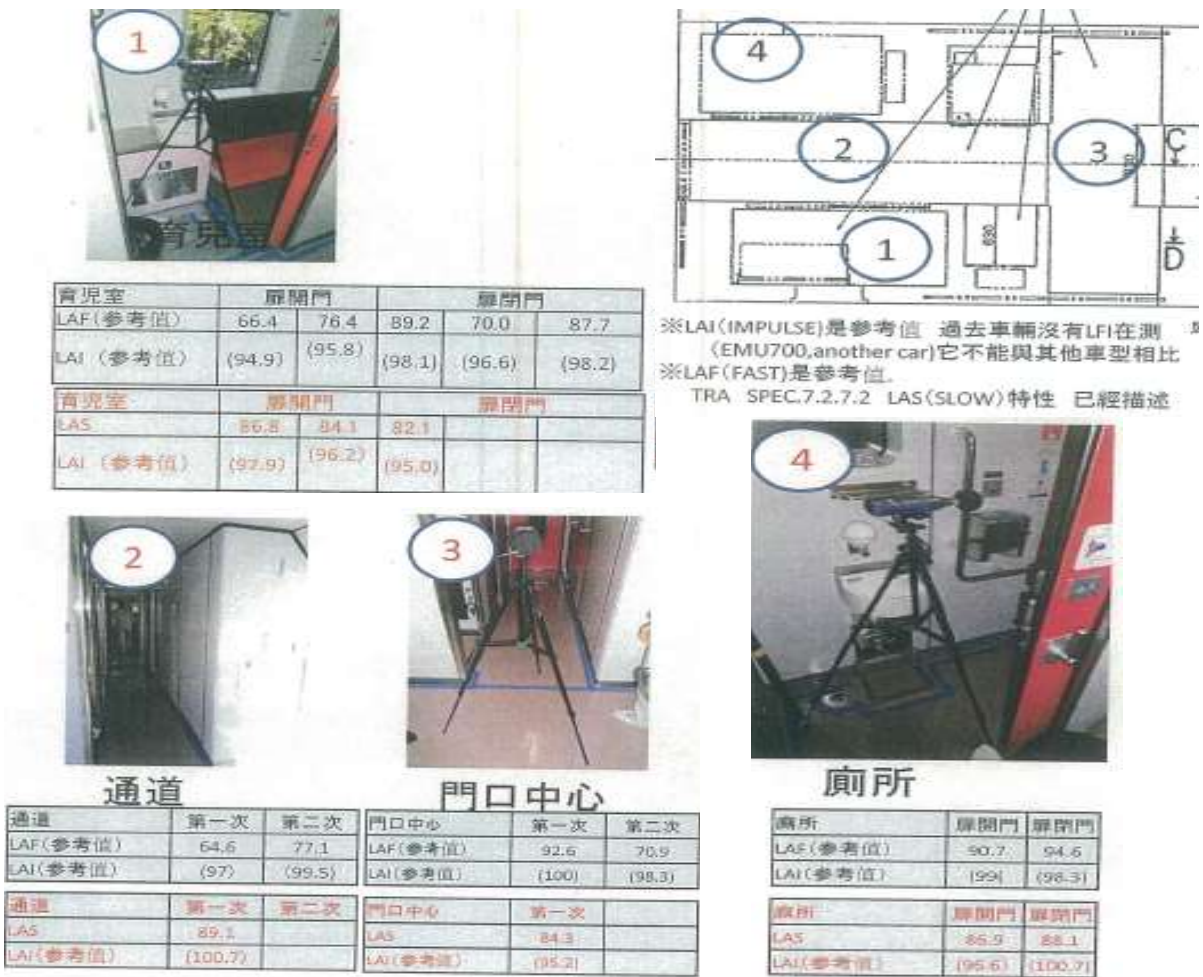 1
育児室
育児室 扉開門 扉閉門
LAF(参考值) 66.4 76.4 89.2 70.0 87.7
LAI (参考值) (94.9) (95.8) (98.1) (96.6) (98.2)
育児室 扉開門 扉閉門
LAS 86.8 84.1 82.1
LAI (参考值) (97.9) (96.2) (95.0)
4
2
3
1
630
C
D
※LAI(IMPULSE)是参考值 過去車輛沒有LFI在測
(EMU700,another car)它不能與其他車型相比
※LAF(FAST)是参考值.
TRA SPEC.7.2.7.2 LAS(SLOW)特性 已經描述
2
3
4
通道
門口中心
廁所
通道 第一次 第二次
LAF(参考值) 64.6 77.1
LAI(参考值) (97) (99.5)
通道 第一次 第二次
LAS 89.1
LAI(参考值) (100.7)
門口中心 第一次 第二次
LAF(参考值) 92.6 70.9
LAI(参考值) (100) (98.3)
門口中心 第一次
LAS 84.3
LAI(参考值) (95.2)
廁所 扉開門 扉閉門
LAF(参考值) 90.7 94.6
LAI(参考值) (99( (98.3)
廁所 扉開門 扉閉門
LAS 85.9 88.1
LAI(参考值) (96.6) (100.7)